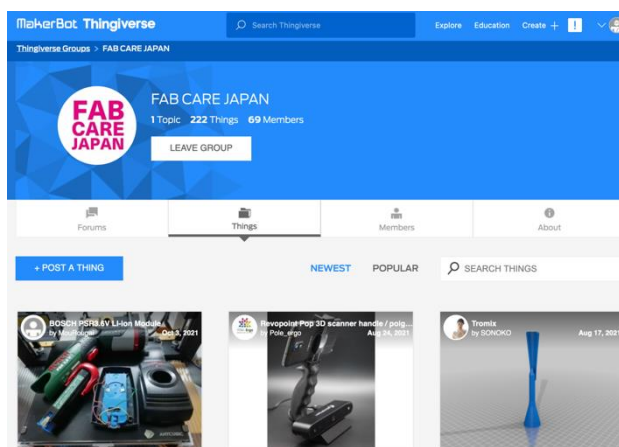 MakerBot Thingiverse
Search Thingiverse
Explore Education Create + !
Thingiverse Groups > FAB CARE JAPAN
FAB
CARE
JAPAN
FAB CARE JAPAN
1 Topic 222 Things 69 Members
LEAVE GROUP
Forums
Things
Members
About
+ POST A THING
NEWEST POPULAR
SEARCH THINGS
BOSCH PSR3.6V Li-Ion Module
Oct 3, 2021
Revopoint Pop 3D scanner handle / polg...
by Pole_ergo Aug 24, 2021
Tromix
by SONOKO Aug 17, 2021